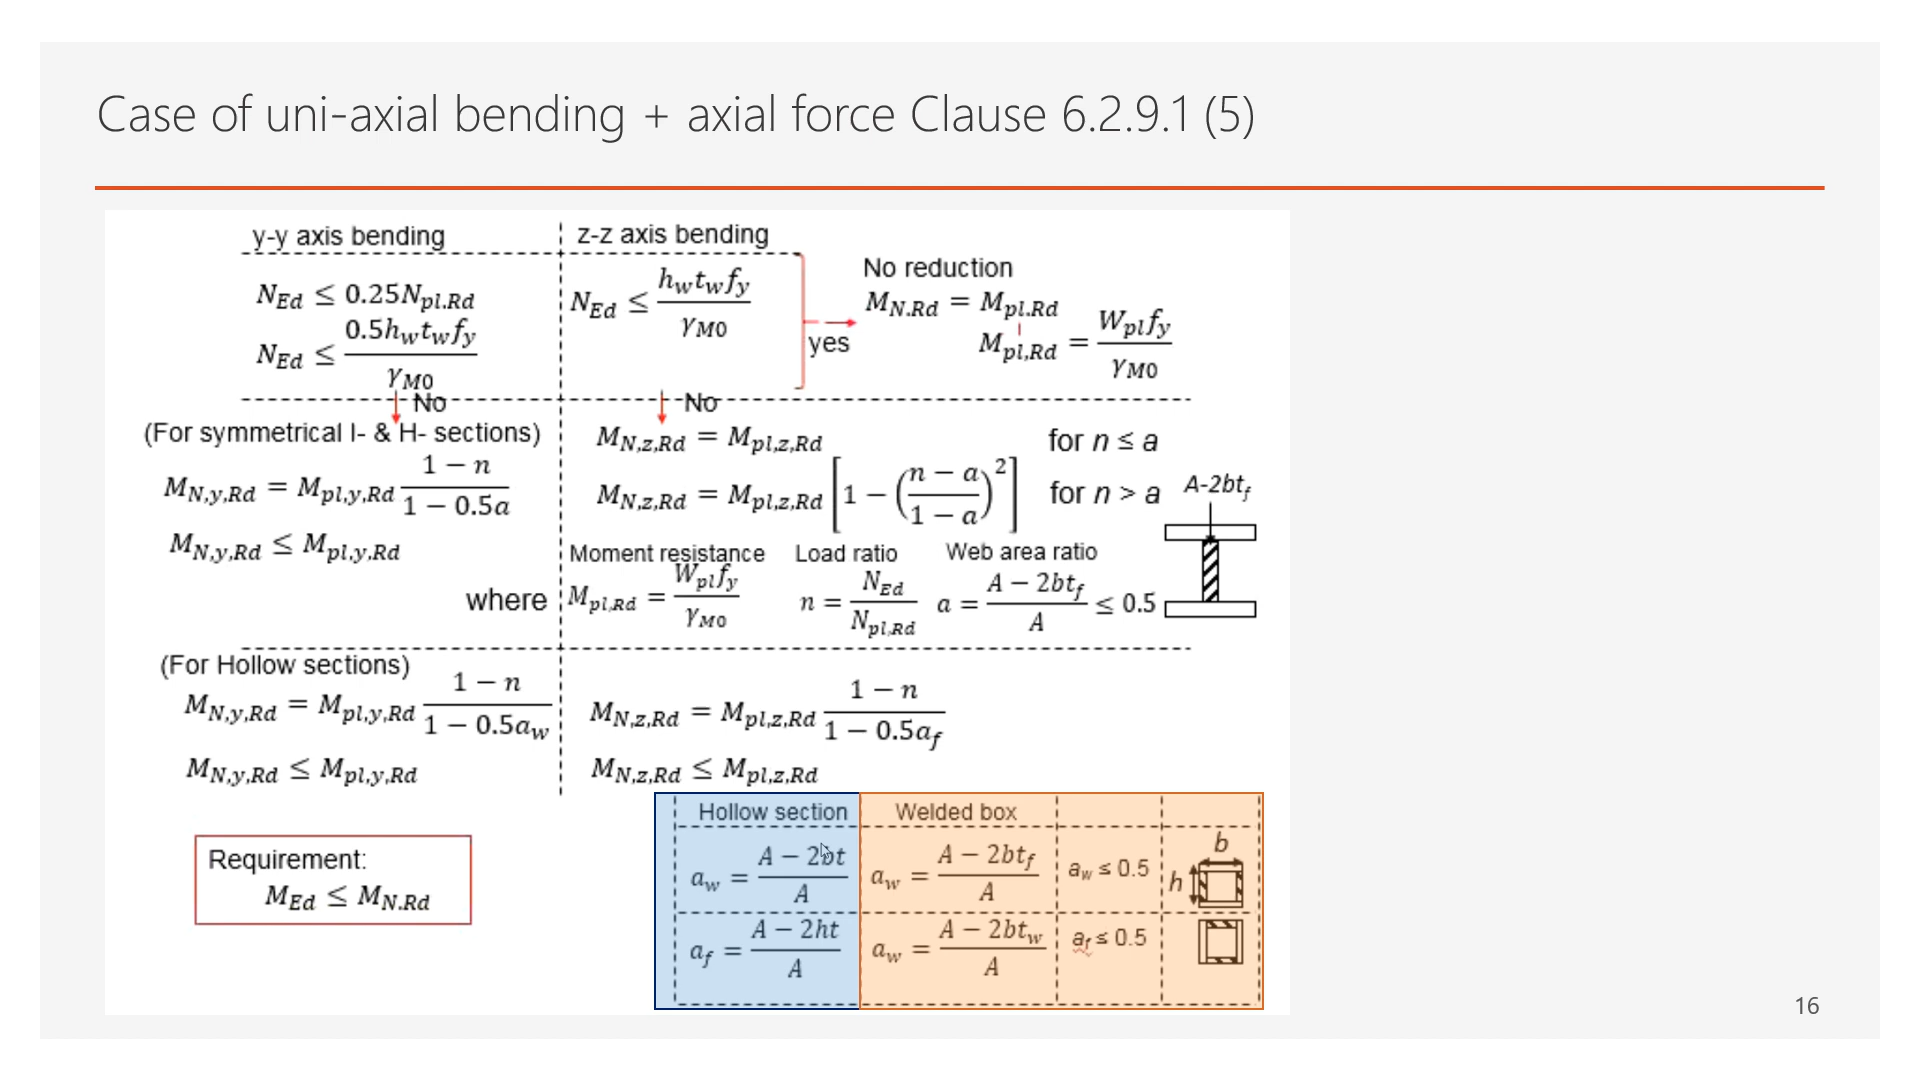 Case of uni-axial bending + axial force Clause 6.2.9.1 (5)
y-y axis bending
z-z axis bending
N_Ed ≤ 0.25N_pl.Rd
N_Ed ≤ 0.5h_w t_w f_y / γ_M0
N_Ed ≤ h_w t_w f_y / γ_M0
yes
No reduction
M_N.Rd = M_pl.Rd
M_pl,Rd = W_pl f_y / γ_M0
No
No
(For symmetrical I- & H- sections)
M_N,y,Rd = M_pl,y,Rd (1 − n) / (1 − 0.5a)
M_N,y,Rd ≤ M_pl,y,Rd
M_N,z,Rd = M_pl,z,Rd for n ≤ a
M_N,z,Rd = M_pl,z,Rd [1 − ((n − a) / (1 − a))^2] for n > a
A-2bt_f
Moment resistance Load ratio Web area ratio
where M_pl,Rd = W_pl f_y / γ_M0 n = N_Ed / N_pl,Rd a = (A − 2bt_f) / A ≤ 0.5
(For Hollow sections)
M_N,y,Rd = M_pl,y,Rd (1 − n) / (1 − 0.5a_w)
M_N,y,Rd ≤ M_pl,y,Rd
M_N,z,Rd = M_pl,z,Rd (1 − n) / (1 − 0.5a_f)
M_N,z,Rd ≤ M_pl,z,Rd
Requirement:
M_Ed ≤ M_N.Rd
Hollow section Welded box
a_w = (A − 2bt) / A a_w = (A − 2bt_f) / A a_w ≤ 0.5 h b
a_f = (A − 2ht) / A a_w = (A − 2bt_w) / A a_f ≤ 0.5
16